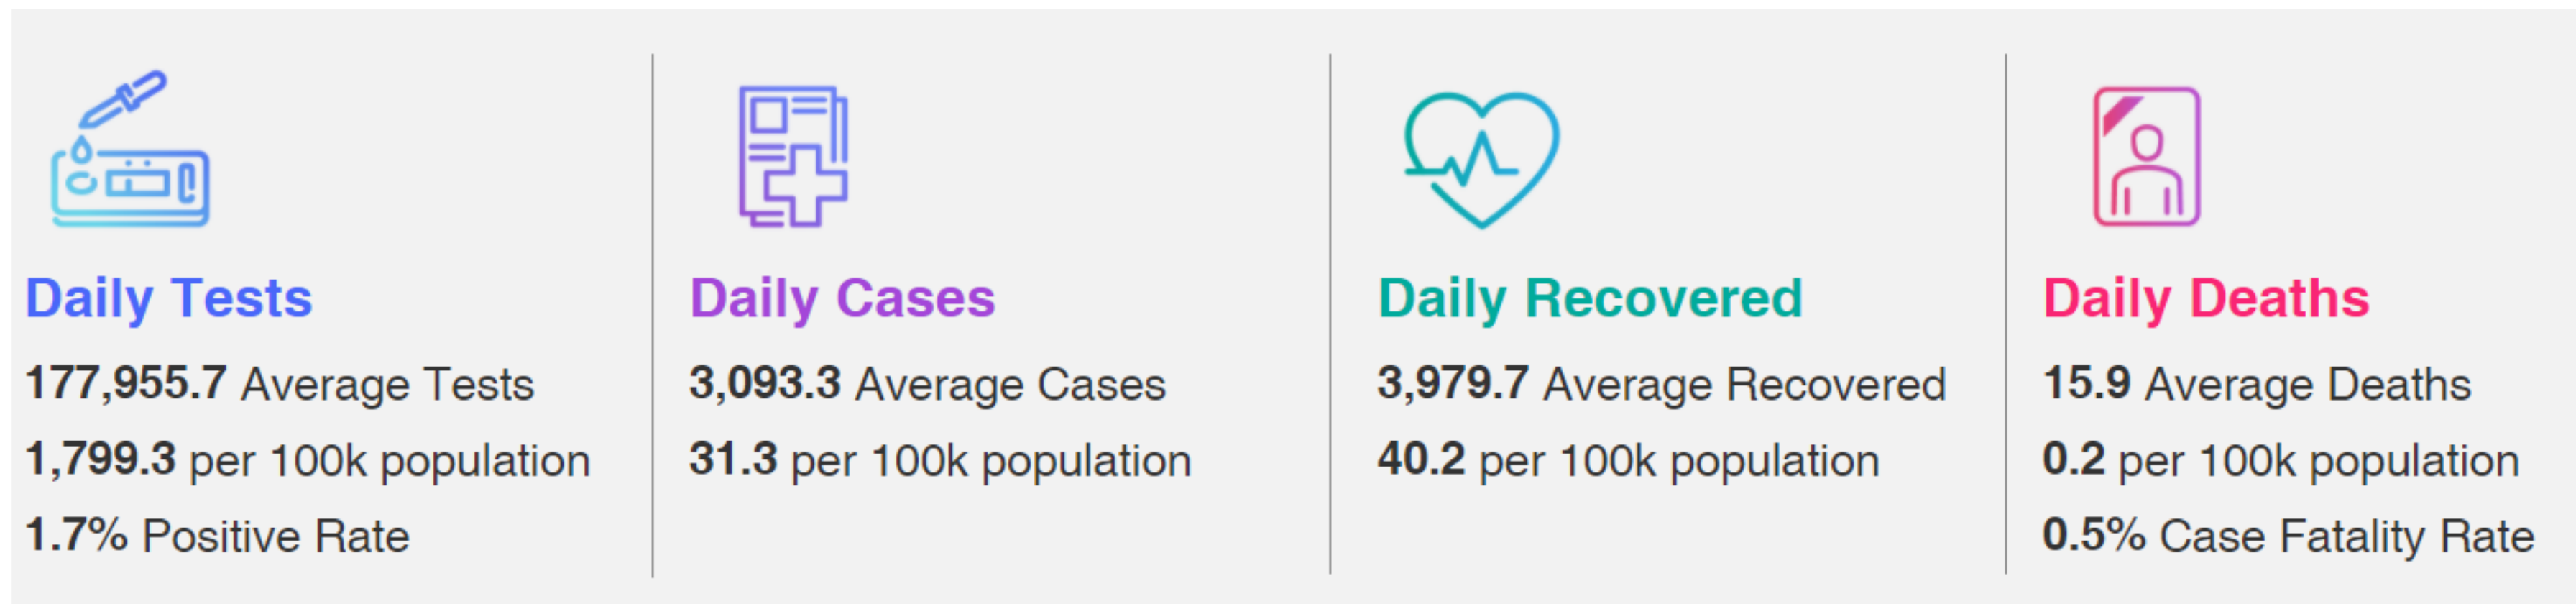 Daily Tests
177,955.7 Average Tests
1,799.3 per 100k population
1.7% Positive Rate
Daily Cases
3,093.3 Average Cases
31.3 per 100k population
Daily Recovered
3,979.7 Average Recovered
40.2 per 100k population
Daily Deaths
15.9 Average Deaths
0.2 per 100k population
0.5% Case Fatality Rate